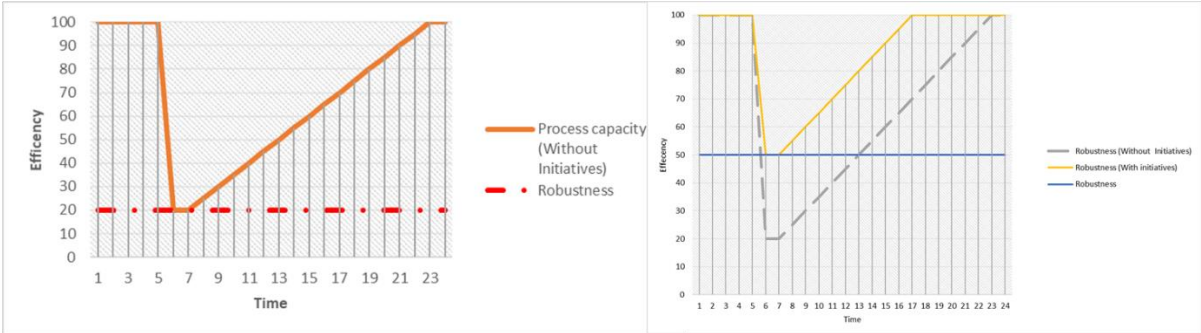 100
90
80
70
60
50
40
30
20
10
0
Efficency
1 3 5 7 9 11 13 15 17 19 21 23
Time
Process capacity
(Without
Initiatives)
Robustness
100
90
80
70
60
50
40
30
20
10
0
Effecency
1 2 3 4 5 6 7 8 9 10 11 12 13 14 15 16 17 18 19 20 21 22 23 24
Time
Robustness (Without Initiatives)
Robustness (With initiatives)
Robustness